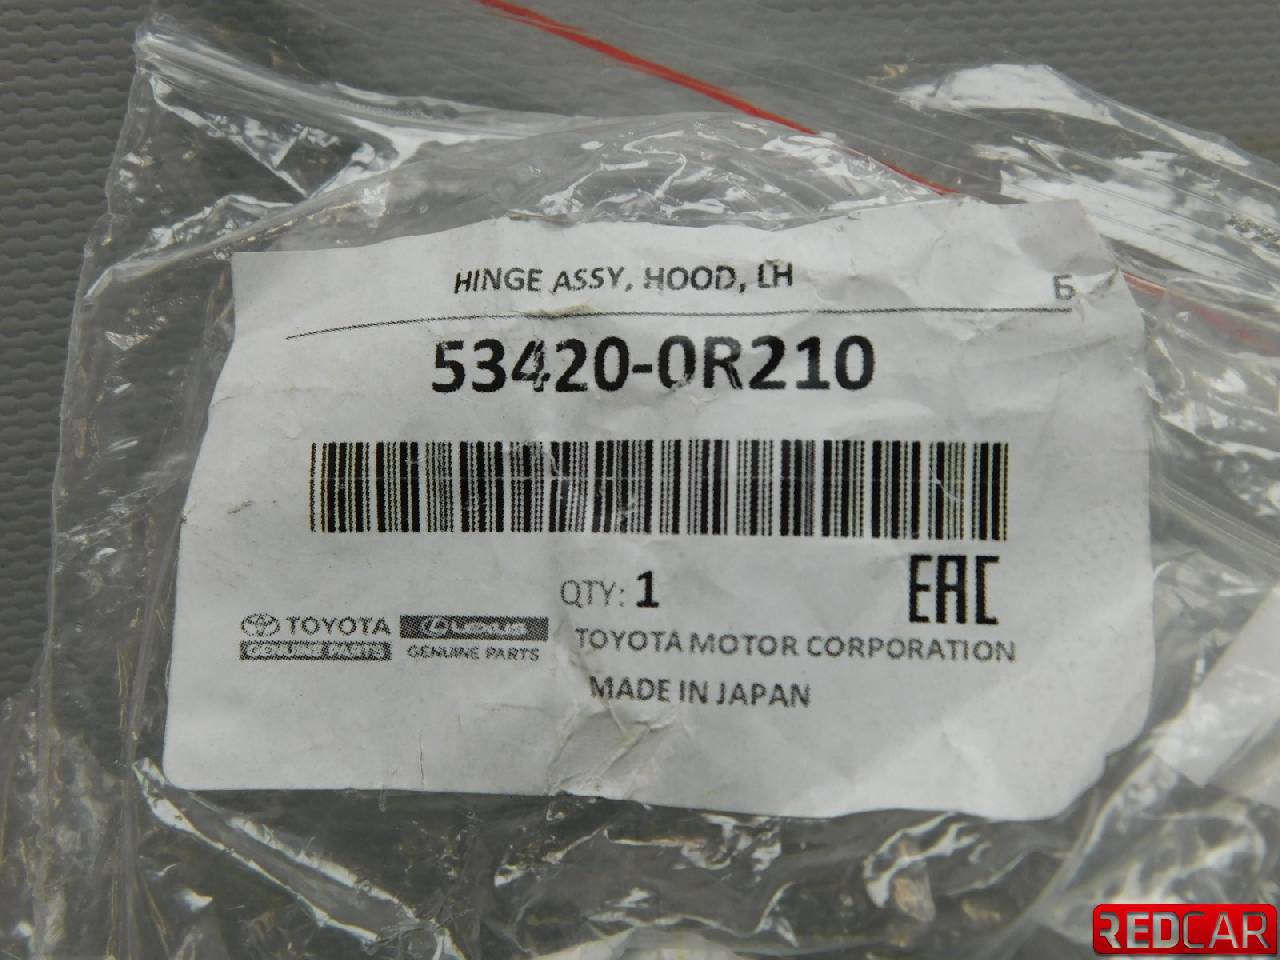 HINGE ASSY, HOOD, LH
Б
53420-0R210
QTY: 1
EAC
TOYOTA
GENUINE PARTS
LEXUS
GENUINE PARTS
TOYOTA MOTOR CORPORATION
MADE IN JAPAN
REDCAR